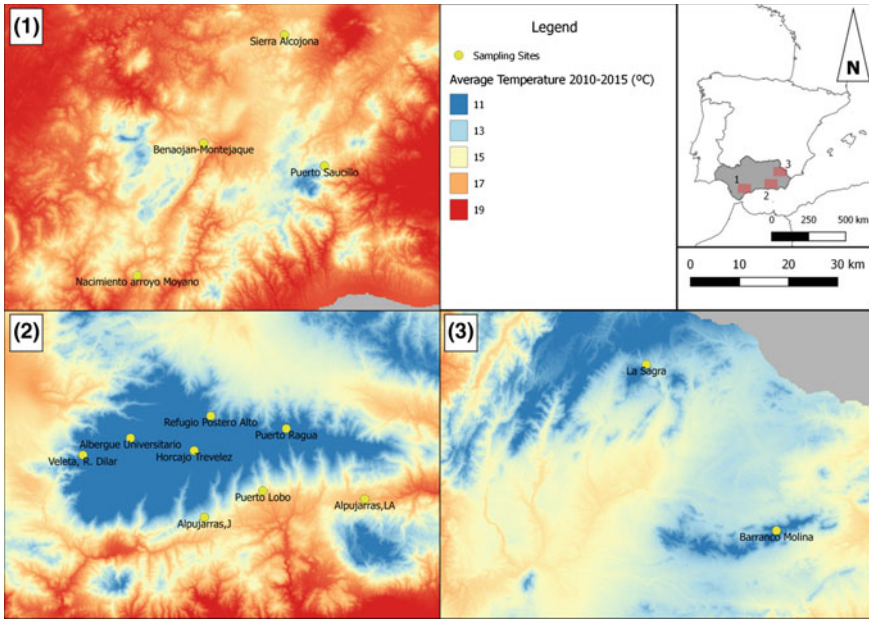 (1)
Sierra Alcojona
Benaojan-Montejaque
Puerto Saucillo
Nacimiento arroyo Moyano
Legend
Sampling Sites
Average Temperature 2010-2015 (ºC)
11
13
15
17
19
N
1
2
3
0 250 500 km
0 10 20 30 km
(2)
Refugio Postero Alto
Puerto Ragua
Albergue Universitario
Horcajo Trevelez
Veleta, R. Dilar
Puerto Lobo
Alpujarras,LA
Alpujarras,J
(3)
La Sagra
Barranco Molina